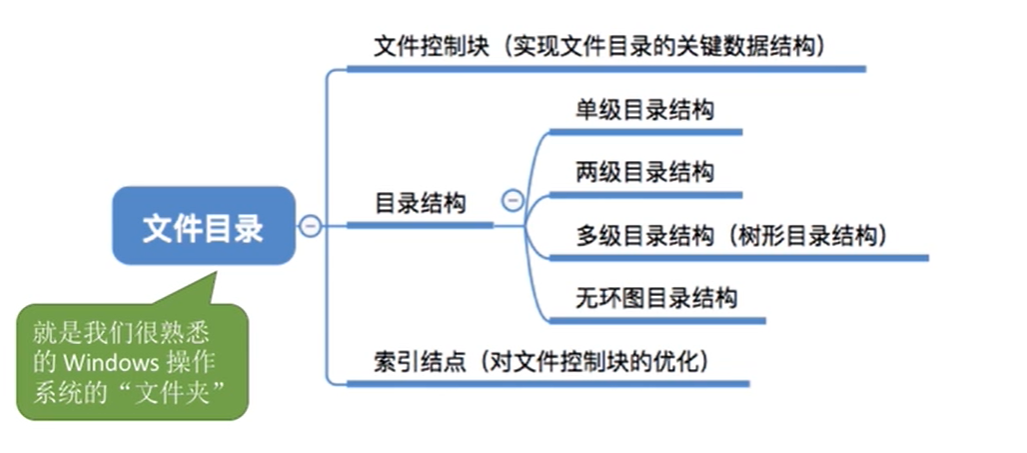 文件控制块（实现文件目录的关键数据结构）
单级目录结构
两级目录结构
目录结构
多级目录结构（树形目录结构）
文件目录
无环图目录结构
就是我们很熟悉
的 Windows 操作
系统的“文件夹”
索引结点（对文件控制块的优化）